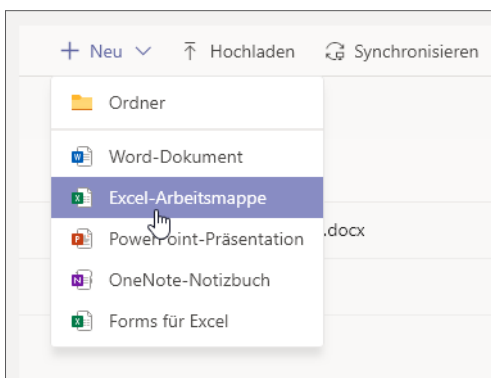 Neu Hochladen Synchronisieren
Ordner
Word-Dokument
Excel-Arbeitsmappe
PowerPoint-Präsentation .docx
OneNote-Notizbuch
Forms für Excel